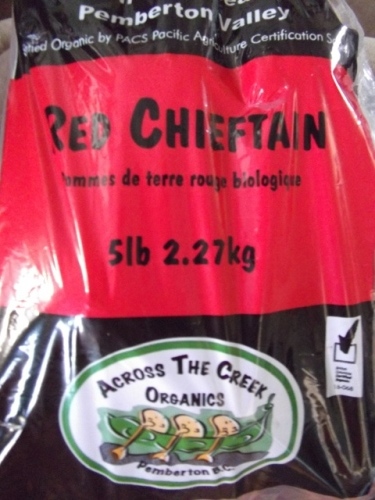 Pemberton Valley
Organic by PACS Pacific Agriculture Certification
RED CHIEFTAIN
Pommes de terre rouge biologique
5lb 2.27kg
ACROSS THE CREEK
ORGANICS
Pemberton B.C.